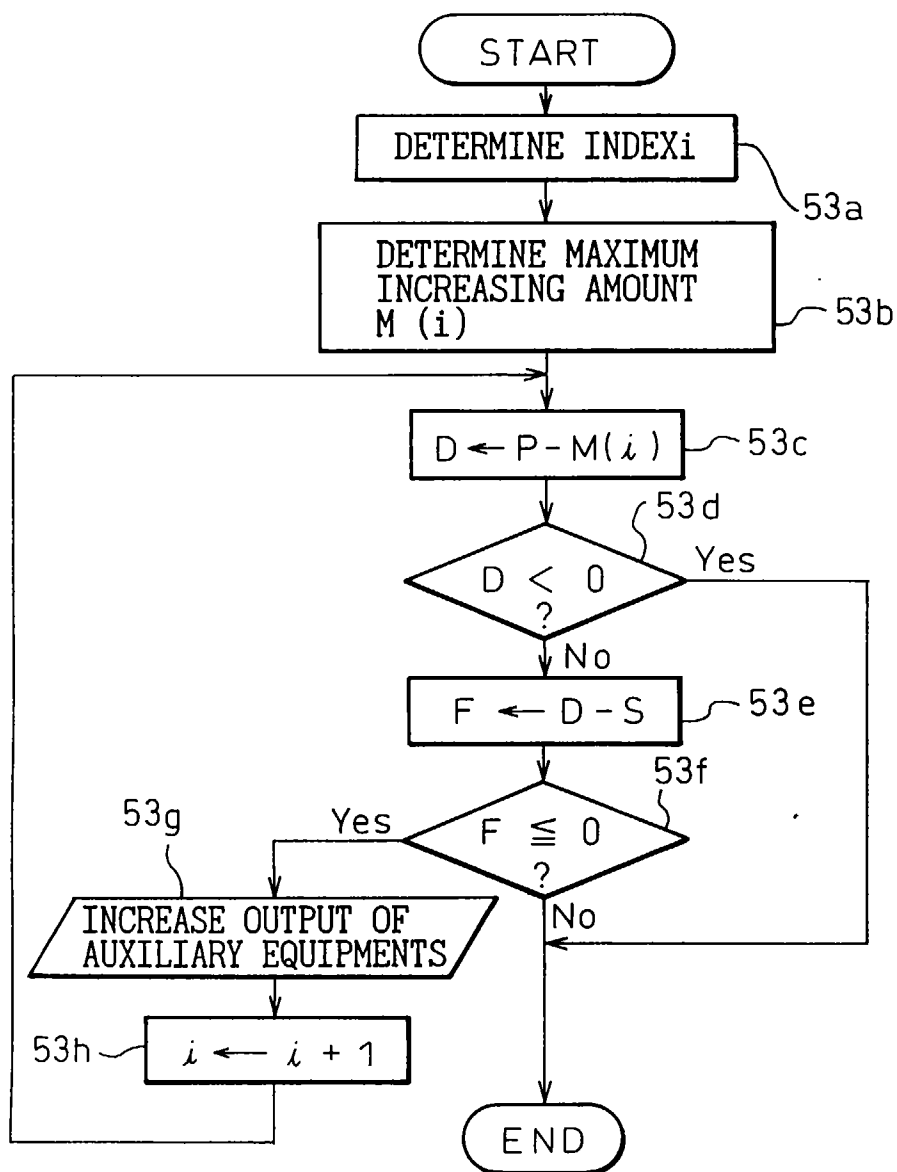 START
DETERMINE INDEXi
53a
DETERMINE MAXIMUM
INCREASING AMOUNT
M (i)
53b
D ← P - M(i)
53c
53d
D < 0
?
Yes
No
F ← D - S
53e
53f
F ≦ 0
?
Yes
No
53g
INCREASE OUTPUT OF
AUXILIARY EQUIPMENTS
53h
i ← i + 1
END